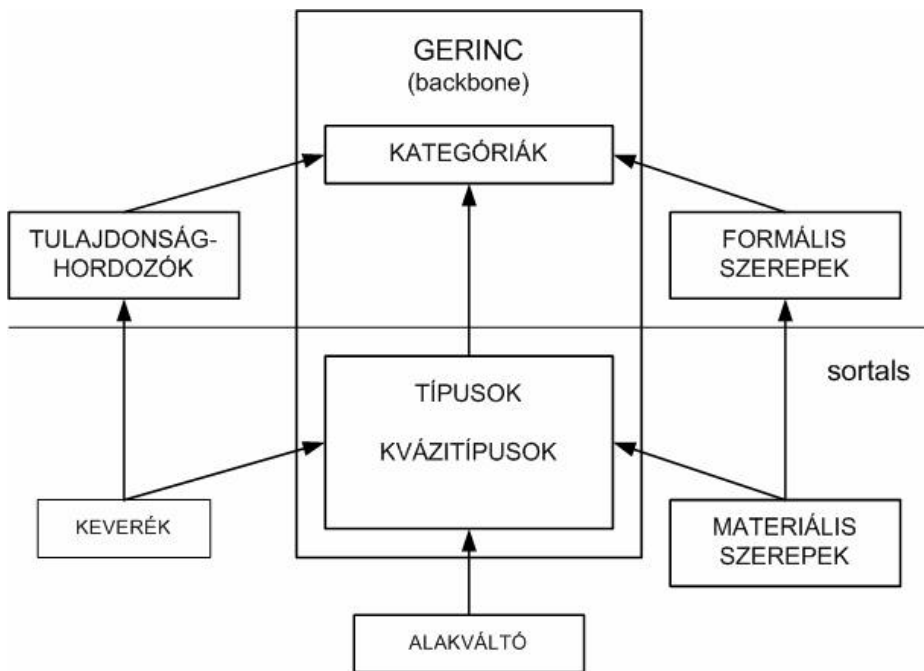 GERINC
(backbone)
KATEGÓRIÁK
TULAJDONSÁG-
HORDOZÓK
FORMÁLIS
SZEREPEK
sortals
TÍPUSOK
KVÁZITÍPUSOK
KEVERÉK
MATERIÁLIS
SZEREPEK
ALAKVÁLTÓ